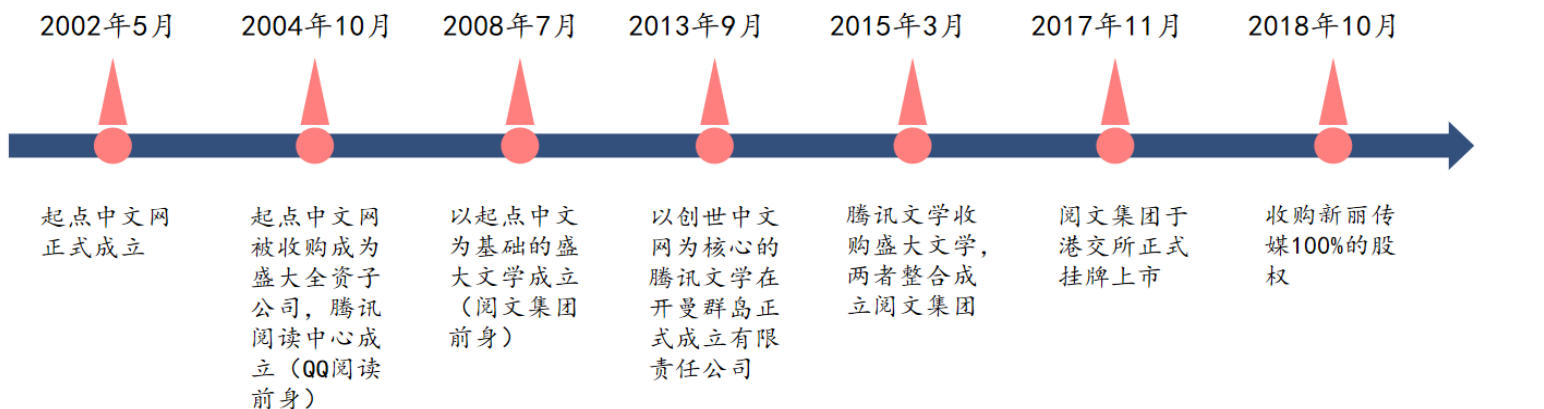 2002年5月
2004年10月
2008年7月
2013年9月
2015年3月
2017年11月
2018年10月
起点中文网
正式成立
起点中文网
被收购成为
盛大全资子
公司，腾讯
阅读中心成
立（QQ阅读
前身）
以起点中文
为基础的盛
大文学成立
（阅文集团
前身）
以创世中文
网为核心的
腾讯文学在
开曼群岛正
式成立有限
责任公司
腾讯文学收
购盛大文学，
两者整合成
立阅文集团
阅文集团于
港交所正式
挂牌上市
收购新丽传
媒100%的股
权